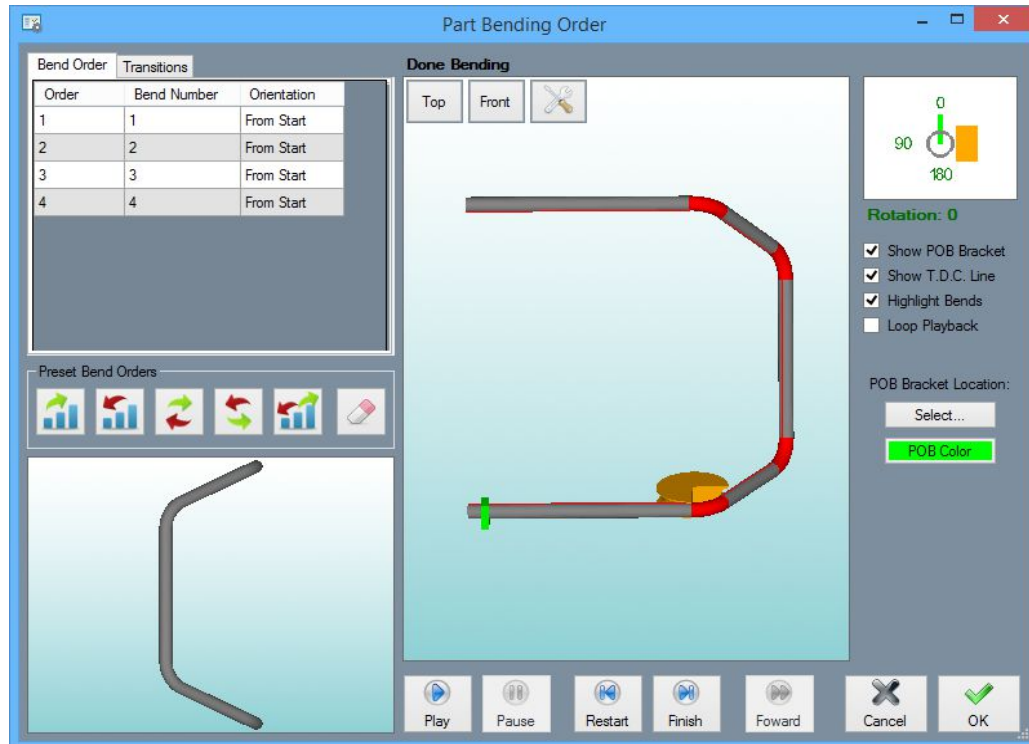 Part Bending Order
Bend Order Transitions
Order Bend Number Orientation
1 1 From Start
2 2 From Start
3 3 From Start
4 4 From Start
Preset Bend Orders
Done Bending
Top Front
0
90
180
Rotation: 0
Show POB Bracket
Show T.D.C. Line
Highlight Bends
Loop Playback
POB Bracket Location:
Select...
POB Color
Play Pause Restart Finish Foward Cancel OK